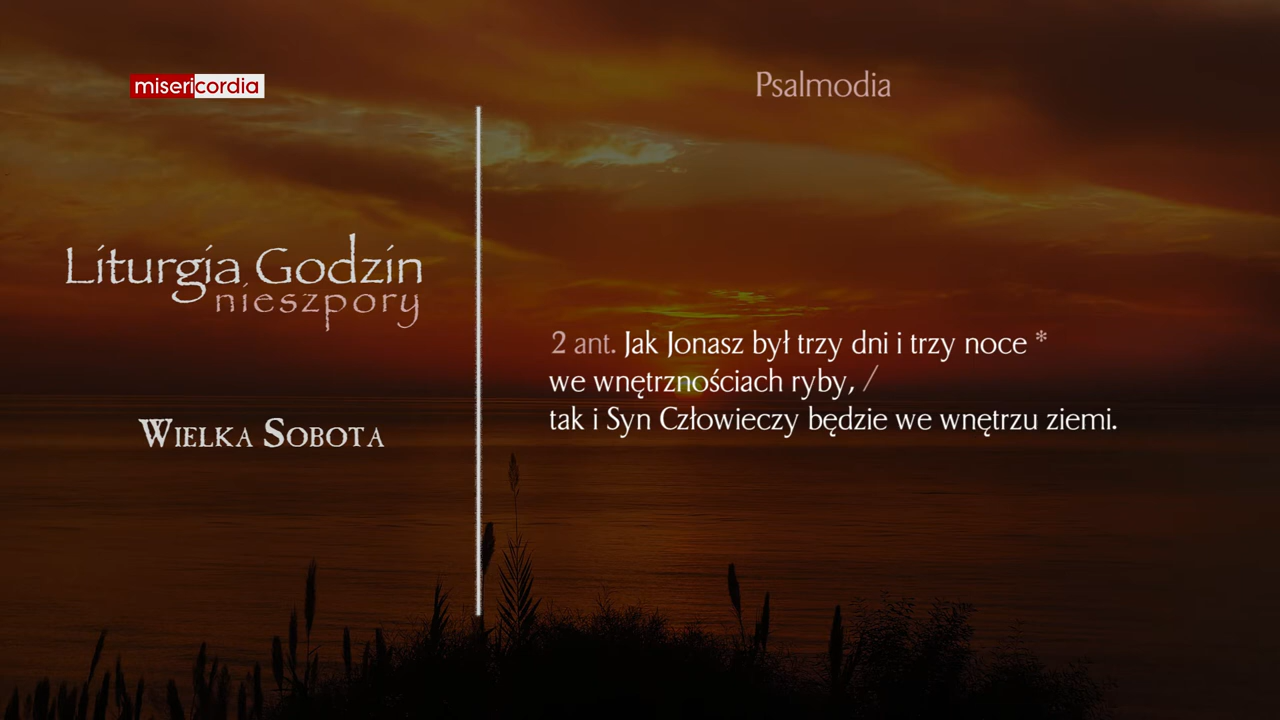 misericordia
Liturgia Godzin
nieszpory
Wielka Sobota
Psalmodia
2 ant. Jak Jonasz był trzy dni i trzy noce *
we wnętrznościach ryby, /
tak i Syn Człowieczy będzie we wnętrzu ziemi.